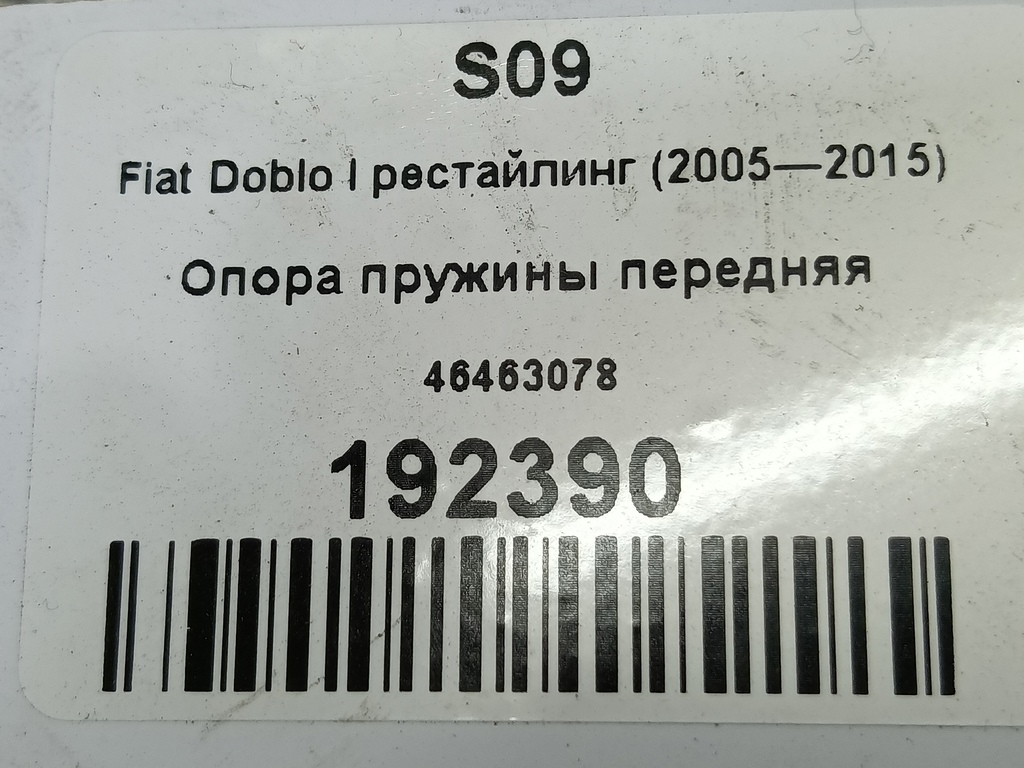 S09
Fiat Doblo I рестайлинг (2005—2015)
Опора пружины передняя
46463078
192390